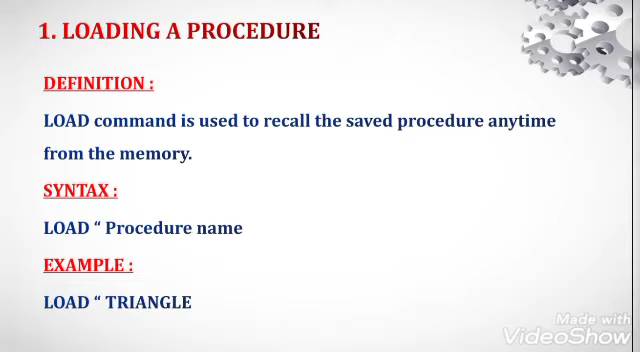 1. LOADING A PROCEDURE
DEFINITION :
LOAD command is used to recall the saved procedure anytime
from the memory.
SYNTAX :
LOAD “ Procedure name
EXAMPLE :
LOAD “ TRIANGLE
Made with
VideoShow